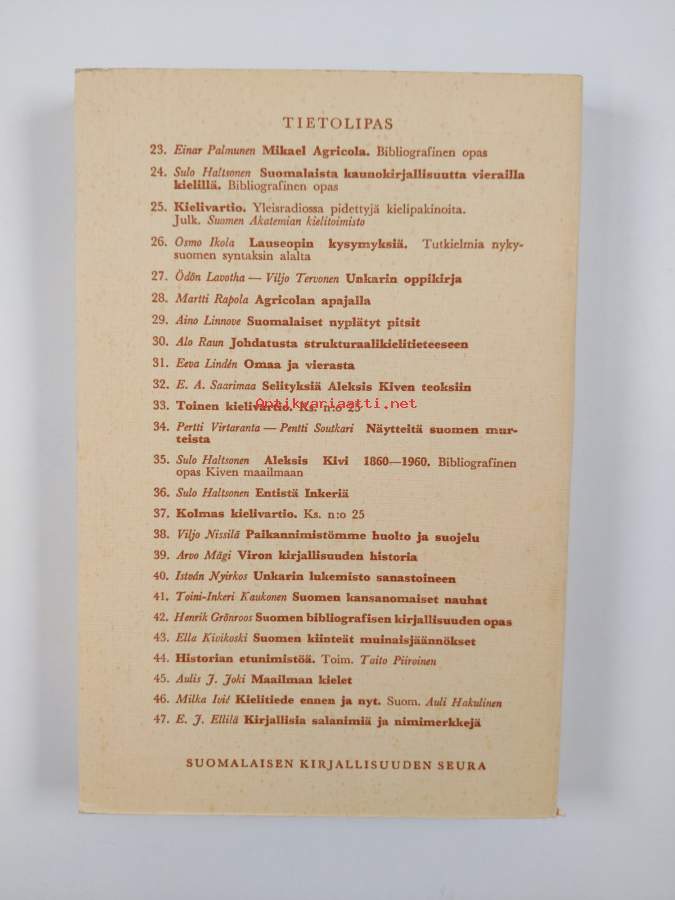 TIETOLIPAS
23. Einar Palmunen Mikael Agricola. Bibliografinen opas
24. Sulo Haltsonen Suomalaista kaunokirjallisuutta vierailla
kielillä. Bibliografinen opas
25. Kielivartio. Yleisradiossa pidettyjä kielipakinoita.
Julk. Suomen Akatemian kielitoimisto
26. Osmo Ikola Lauseopin kysymyksiä. Tutkielmia nyky-
suomen syntaksin alalta
27. Ödön Lavotha — Viljo Tervonen Unkarin oppikirja
28. Martti Rapola Agricolan apajalla
29. Aino Linnove Suomalaiset nyplätyt pitsit
30. Alo Raun Johdatusta strukturaalikielitieteeseen
31. Eeva Lindén Omaa ja vierasta
32. E. A. Saarimaa Selityksiä Aleksis Kiven teoksiin
33. Toinen kielivartio. Ks. n:o 25
Optikvariaatti.net
34. Pertti Virtaranta — Pentti Soutkari Näytteitä suomen mur-
teista
35. Sulo Haltsonen Aleksis Kivi 1860—1960. Bibliografinen
opas Kiven maailmaan
36. Sulo Haltsonen Entistä Inkeriä
37. Kolmas kielivartio. Ks. n:o 25
38. Viljo Nissilä Paikannimistömme huolto ja suojelu
39. Arvo Mägi Viron kirjallisuuden historia
40. István Nyirkos Unkarin lukemisto sanastoineen
41. Toini-Inkeri Kaukonen Suomen kansanomaiset nauhat
42. Henrik Grönroos Suomen bibliografisen kirjallisuuden opas
43. Ella Kivikoski Suomen kiinteät muinaisjäännökset
44. Historian etunimistöä. Toim. Taito Piiroinen
45. Aulis J. Joki Maailman kielet
46. Milka Ivić Kielitiede ennen ja nyt. Suom. Auli Hakulinen
47. E. J. Ellilä Kirjallisia salanimiä ja nimimerkkejä
SUOMALAISEN KIRJALLISUUDEN SEURA